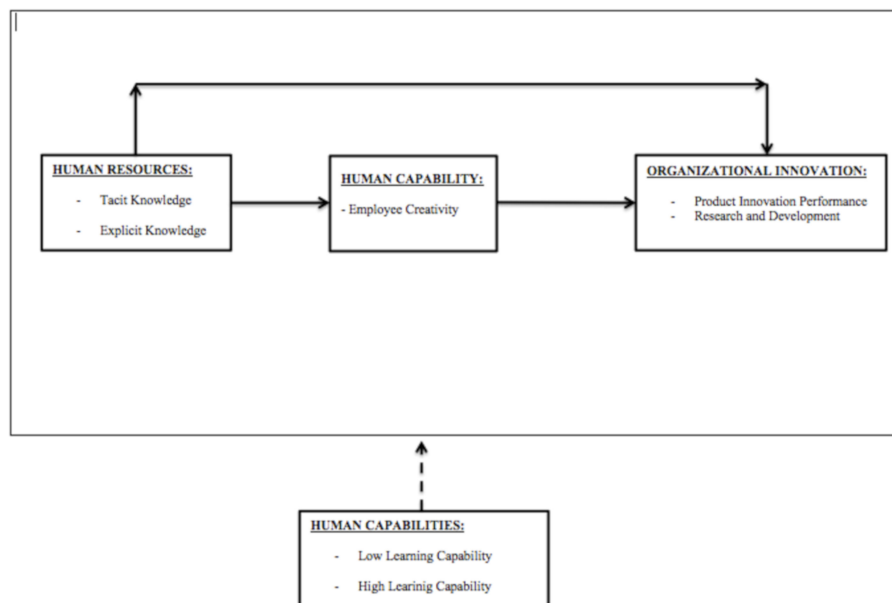 HUMAN RESOURCES:
- Tacit Knowledge
- Explicit Knowledge
HUMAN CAPABILITY:
- Employee Creativity
ORGANIZATIONAL INNOVATION:
- Product Innovation Performance
- Research and Development
HUMAN CAPABILITIES:
- Low Learning Capability
- High Learinig Capability